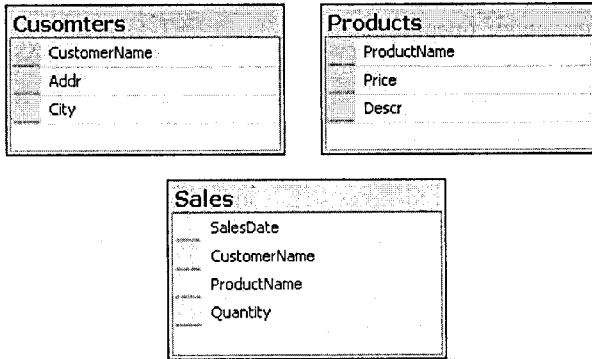 Cusomters
CustomerName
Addr
City
Products
ProductName
Price
Descr
Sales
SalesDate
CustomerName
ProductName
Quantity